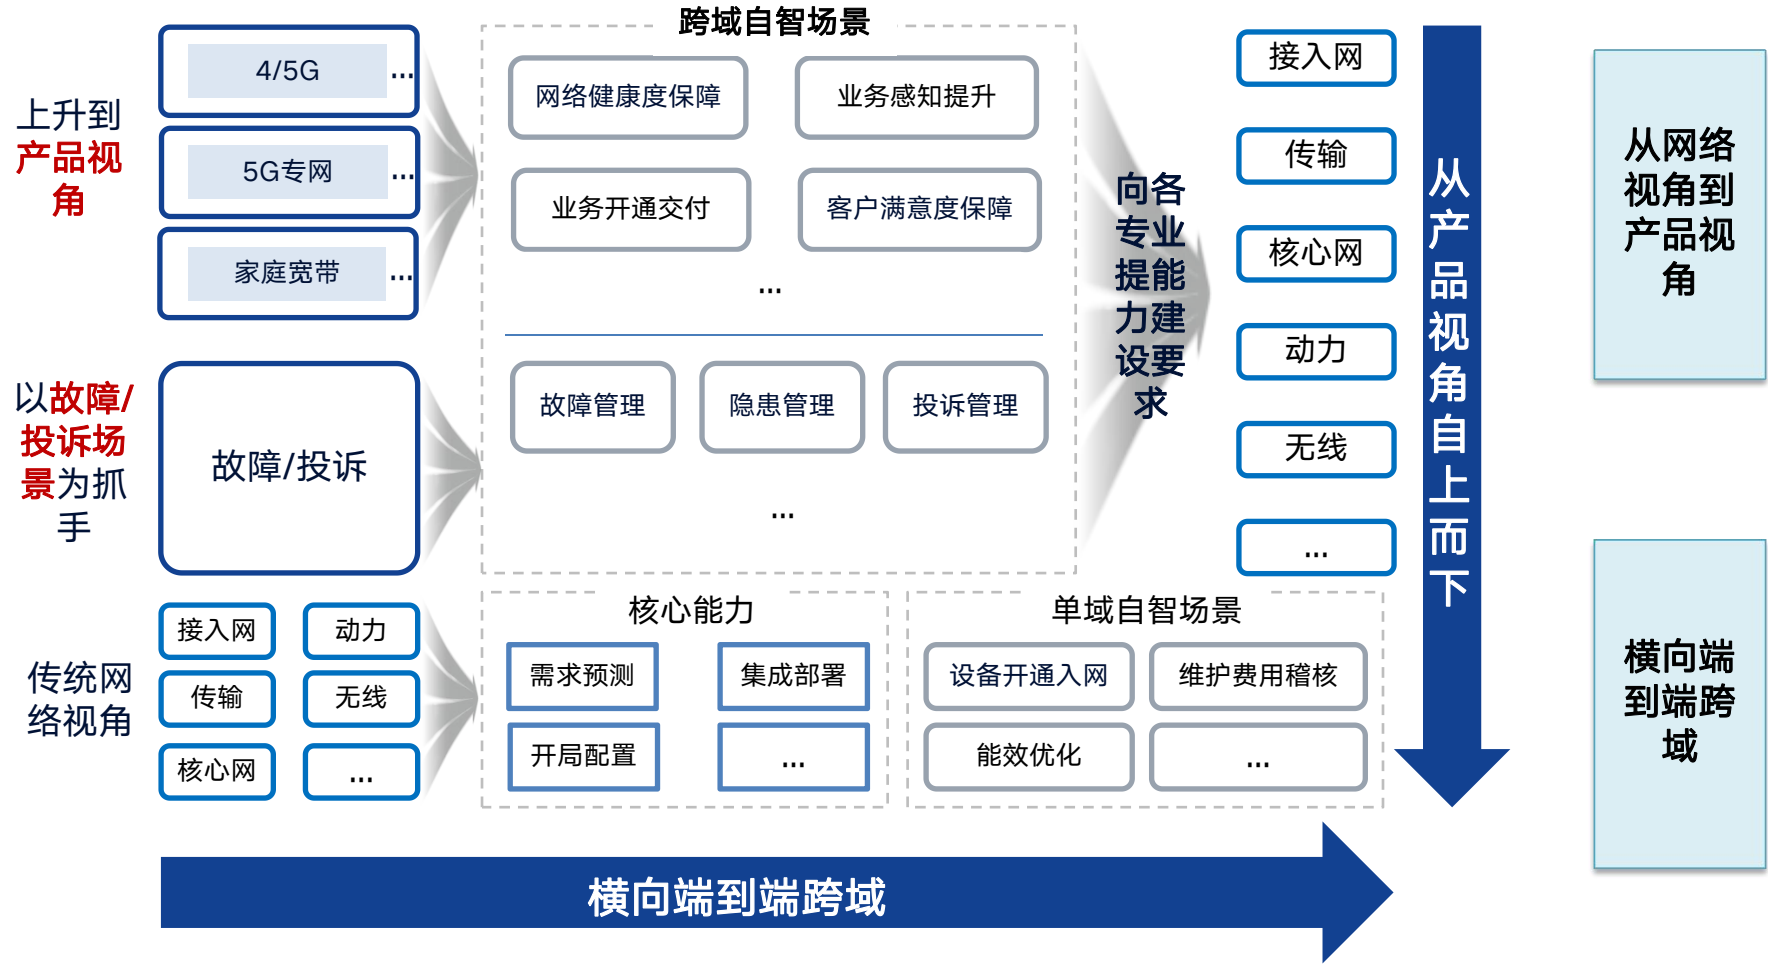 上升到
产品视
角
4/5G
...
5G专网
...
家庭宽带
...
以故障/
投诉场
景为抓
手
故障/投诉
传统网
络视角
接入网
动力
传输
无线
核心网
...
跨域自智场景
网络健康度保障
业务感知提升
业务开通交付
客户满意度保障
...
故障管理
隐患管理
投诉管理
...
核心能力
需求预测
集成部署
开局配置
...
单域自智场景
设备开通入网
维护费用稽核
能效优化
...
向各
专业
提能
力建
设要
求
接入网
传输
核心网
动力
无线
...
从
产
品
视
角
自
上
而
下
从网络
视角到
产品视
角
横向端
到端跨
域
横向端到端跨域